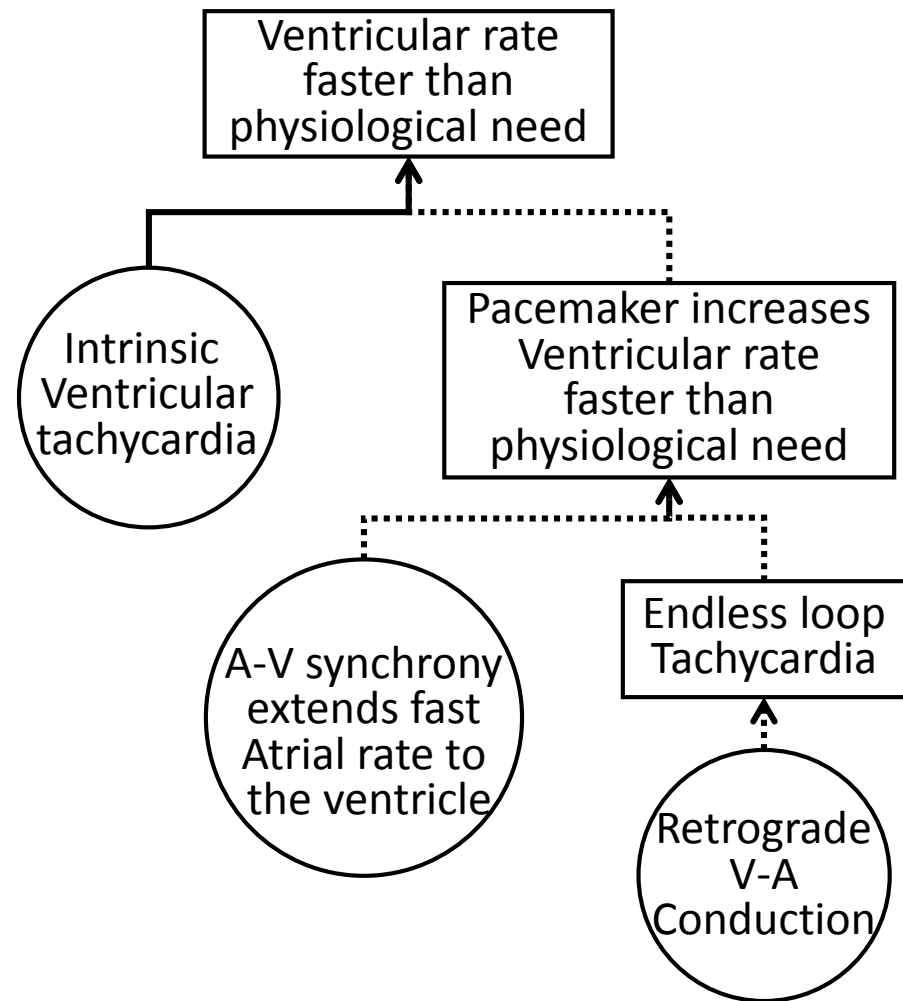 Ventricular rate
faster than
physiological need
Intrinsic
Ventricular
tachycardia
Pacemaker increases
Ventricular rate
faster than
physiological need
A-V synchrony
extends fast
Atrial rate to
the ventricle
Endless loop
Tachycardia
Retrograde
V-A
Conduction